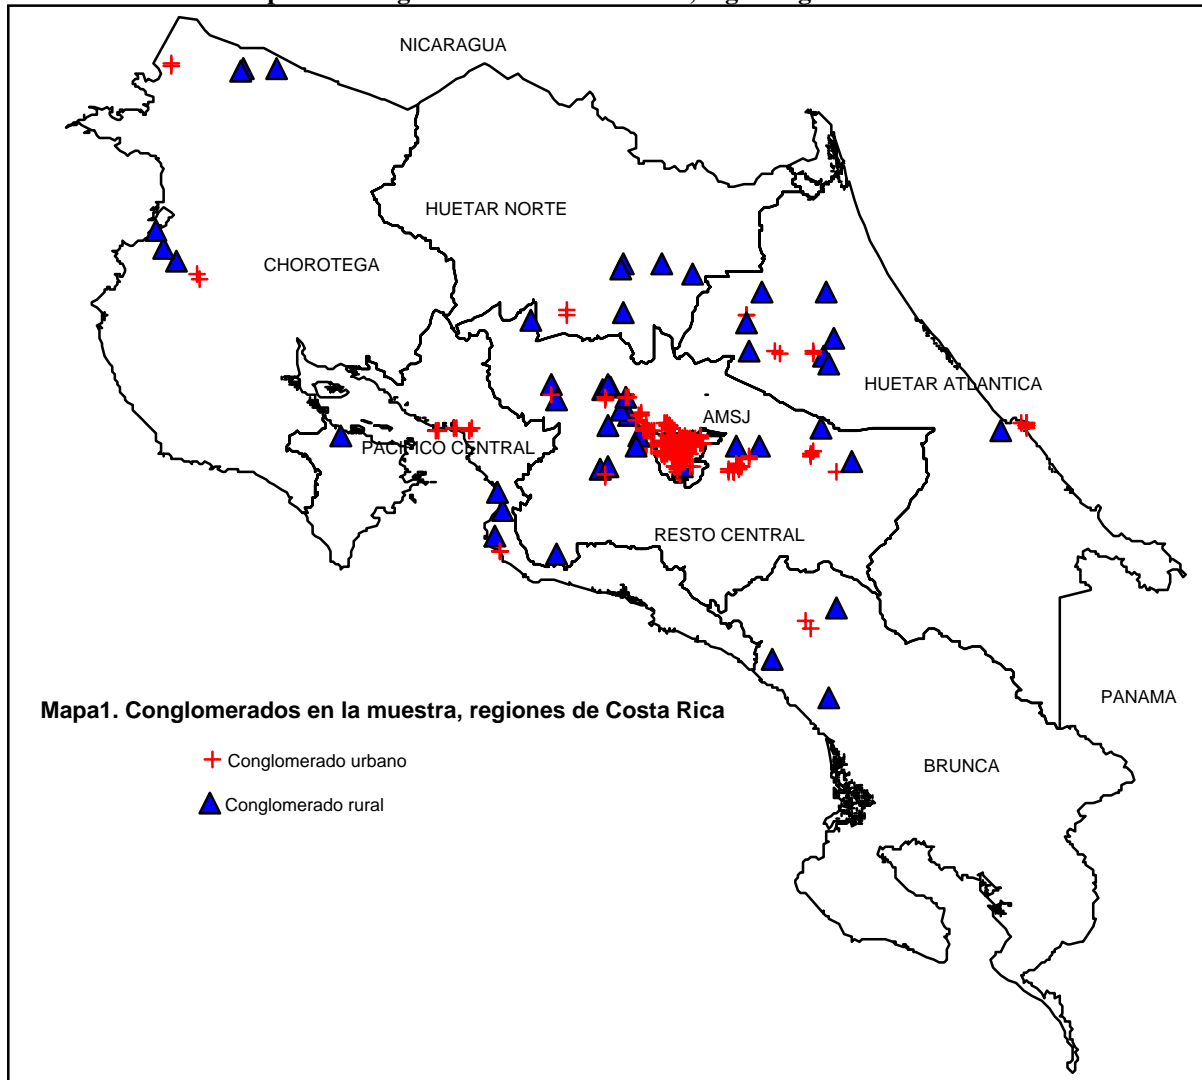 NICARAGUA
HUETAR NORTE
CHOROTEGA
HUETAR ATLANTICA
AMSJ
PACIFICO CENTRAL
RESTO CENTRAL
PANAMA
Mapa1. Conglomerados en la muestra, regiones de Costa Rica
Conglomerado urbano
BRUNCA
Conglomerado rural